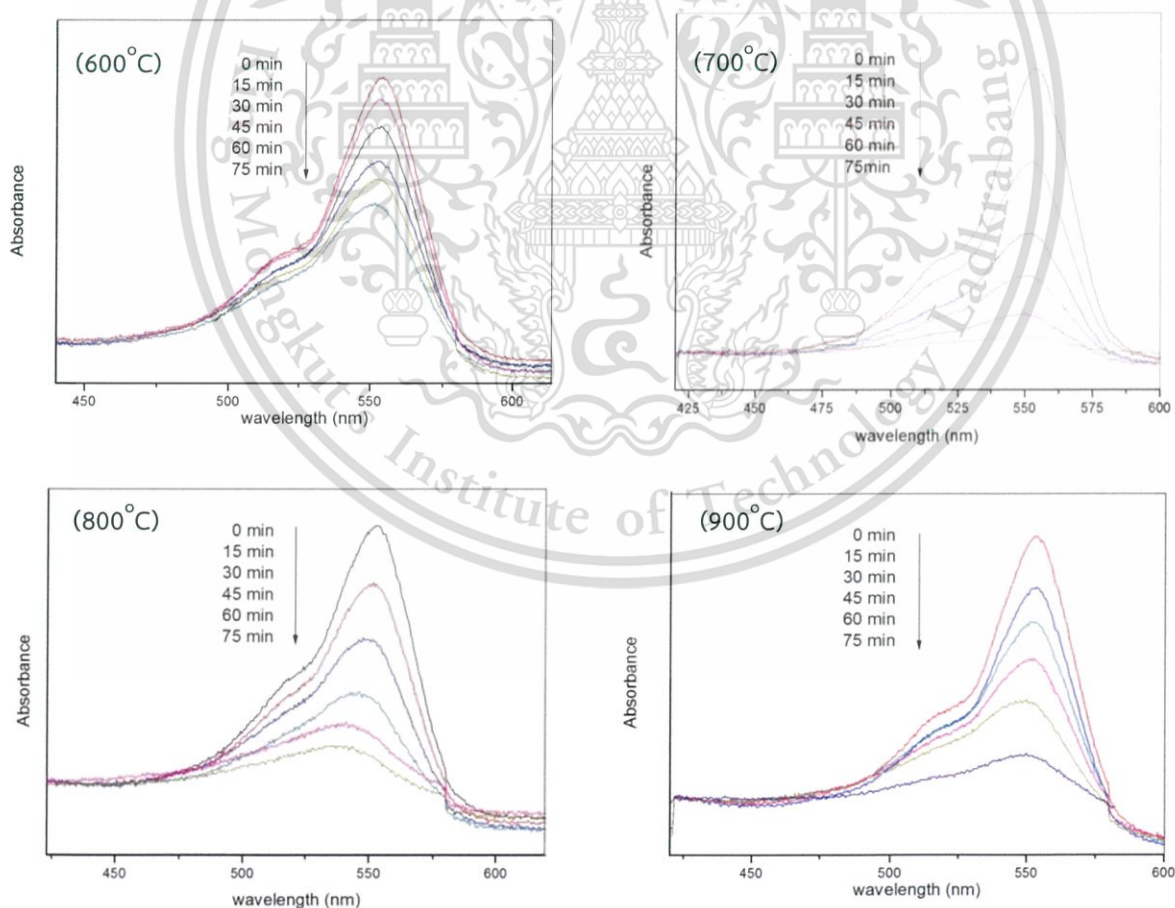 (600°C)
0 min
15 min
30 min
45 min
60 min
75 min
Absorbance
450
500
550
600
wavelength (nm)
(700°C)
0 min
15 min
30 min
45 min
60 min
75min
Absorbance
425
450
475
500
525
550
575
600
wavelength (nm)
(800°C)
0 min
15 min
30 min
45 min
60 min
75 min
Absorbance
450
500
550
600
wavelength (nm)
(900°C)
0 min
15 min
30 min
45 min
60 min
75 min
Absorbance
450
500
550
600
wavelength (nm)
King Mongkut's Institute of Technology Ladkrabang